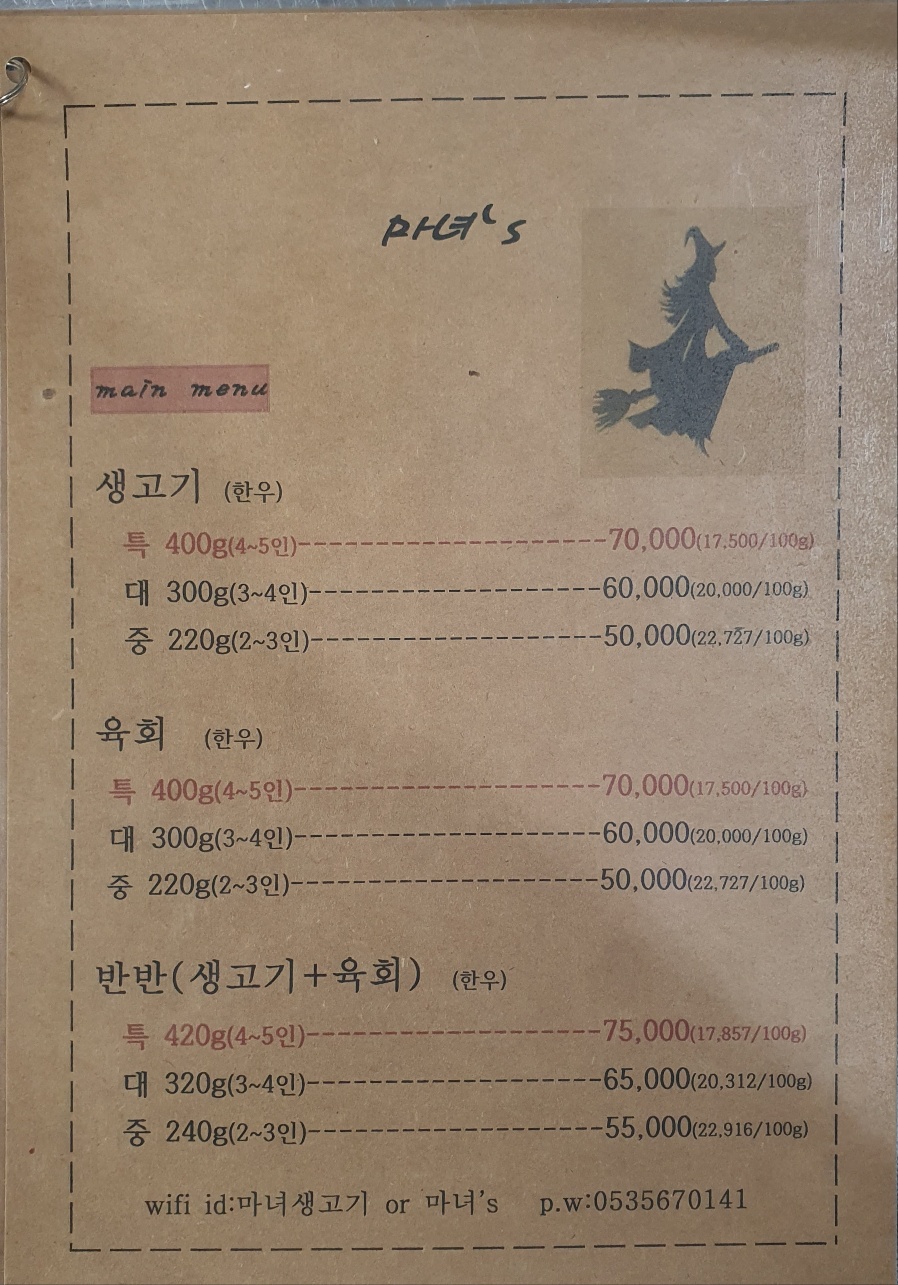 마녀's
main menu
생고기 (한우)
특 400g(4~5인)--------------------70,000(17,500/100g)
대 300g(3~4인)--------------------60,000(20,000/100g)
중 220g(2~3인)--------------------50,000(22,727/100g)
육회 (한우)
특 400g(4~5인)--------------------70,000(17,500/100g)
대 300g(3~4인)--------------------60,000(20,000/100g)
중 220g(2~3인)--------------------50,000(22,727/100g)
반반(생고기+육회) (한우)
특 420g(4~5인)--------------------75,000(17,857/100g)
대 320g(3~4인)--------------------65,000(20,312/100g)
중 240g(2~3인)--------------------55,000(22,916/100g)
wifi id:마녀생고기 or 마녀's p.w:0535670141